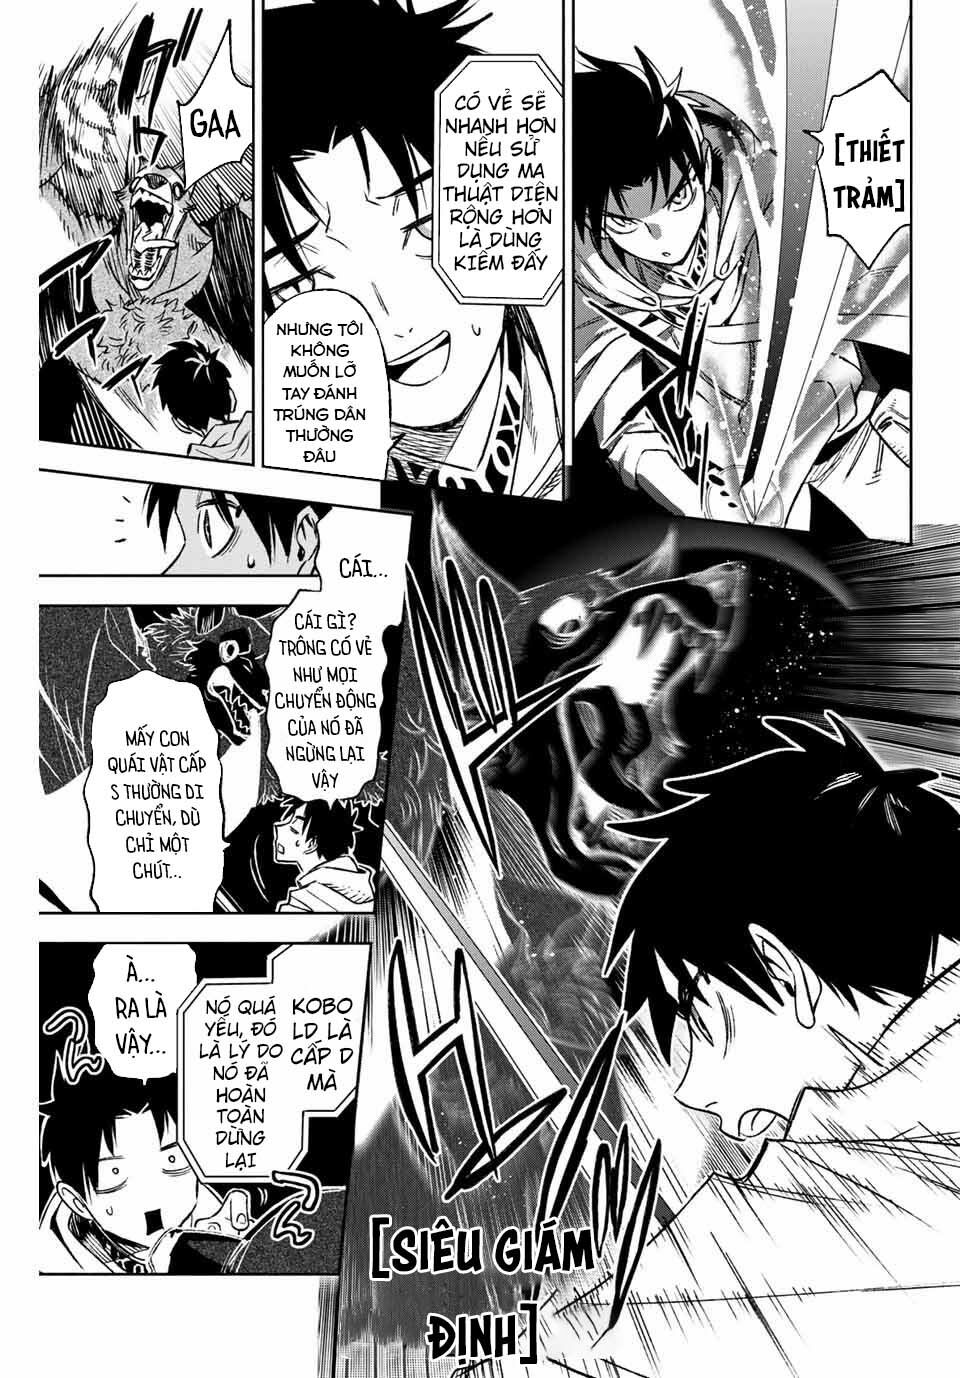 [THIẾT
TRẢM]
CÓ VẺ SẼ
NHANH HƠN
NẾU SỬ
DỤNG MA
THUẬT DIỆN
RỘNG HƠN
LÀ DÙNG
KIẾM ĐẤY
NHƯNG TÔI
KHÔNG
MUỐN LỠ
TAY ĐÁNH
TRÚNG DÂN
THƯỜNG
ĐÂU
GAA
CÁI...
CÁI GÌ?
TRÔNG CÓ VẺ
NHƯ MỌI
CHUYỂN ĐỘNG
CỦA NÓ ĐÃ
NGỪNG LẠI
VẬY
MẤY CON
QUÁI VẬT CẤP
S THƯỜNG DI
CHUYỂN, DÙ
CHỈ MỘT
CHÚT...
[SIÊU GIÁM
ĐỊNH]
KOBO
LD LÀ
CẤP D
MÀ
NÓ QUÁ
YẾU, ĐÓ
LÀ LÝ DO
NÓ ĐÃ
HOÀN
TOÀN
DỪNG
LẠI
À...
RA LÀ
VẬY...